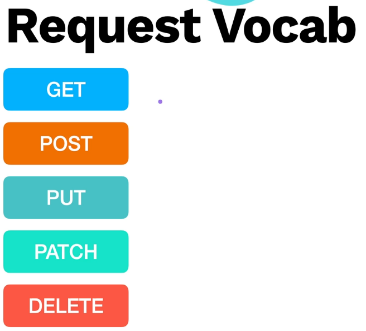 Request Vocab
GET
POST
PUT
PATCH
DELETE